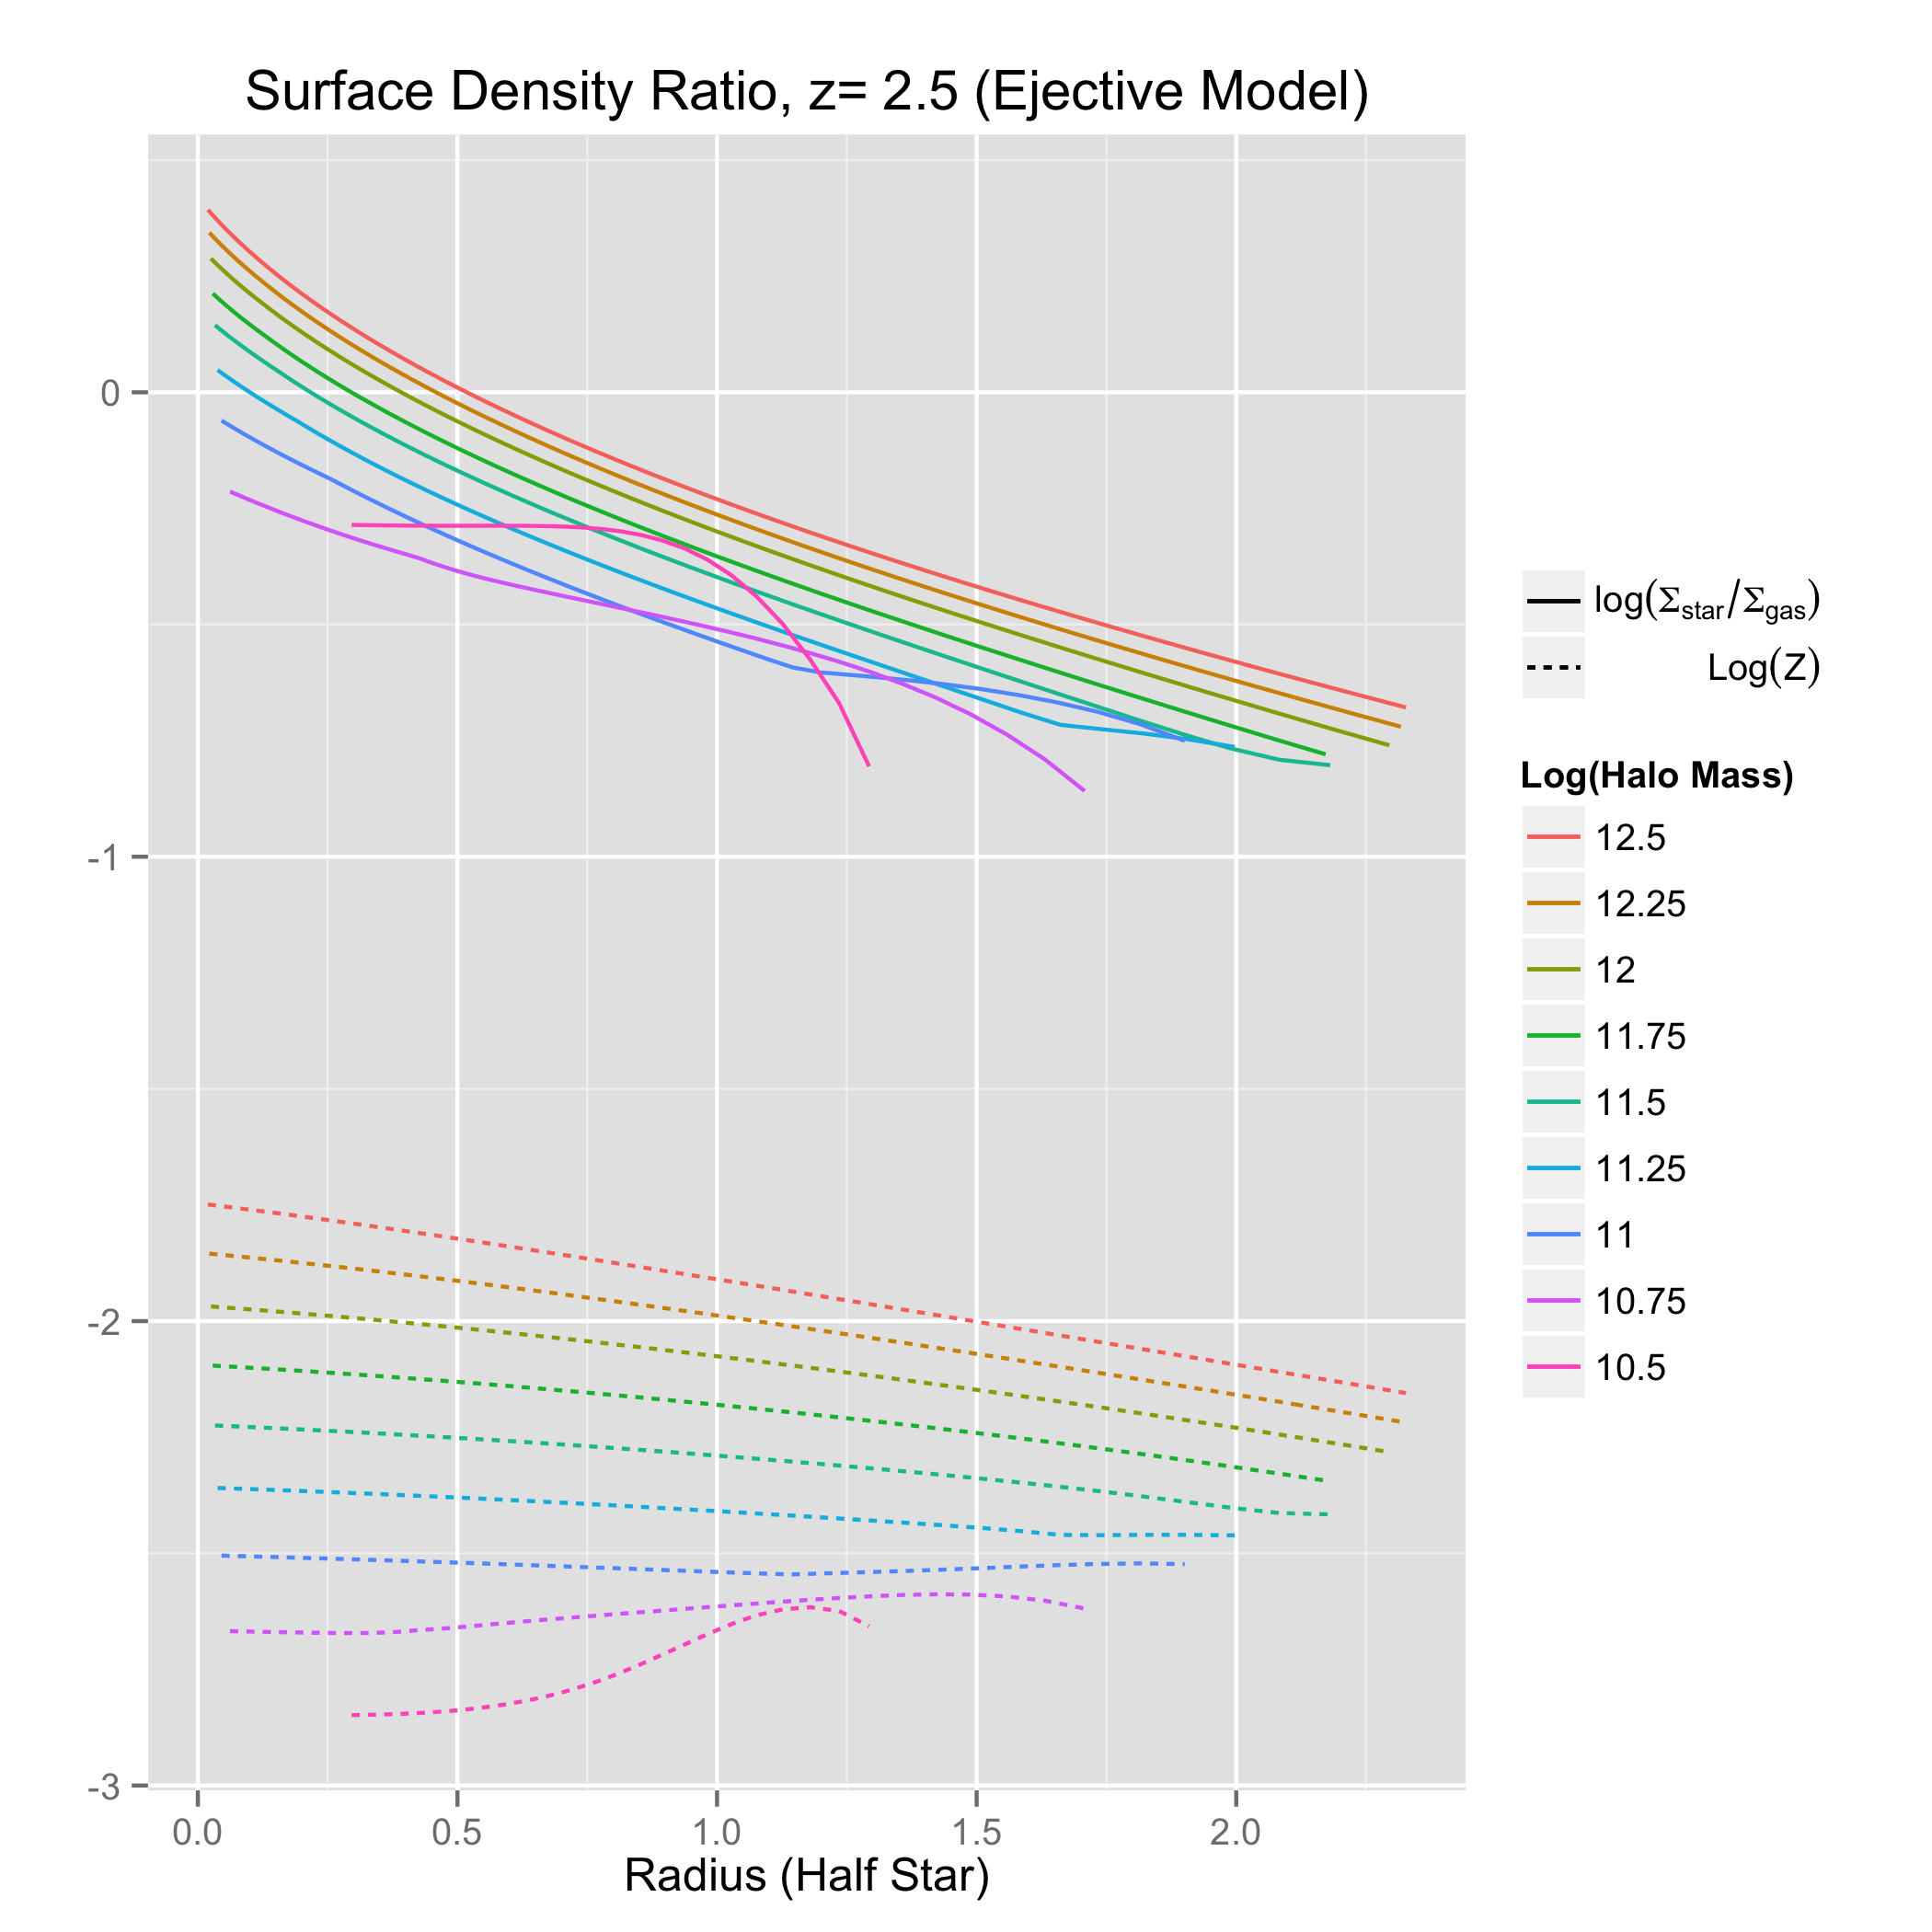 Surface Density Ratio, z= 2.5 (Ejective Model)
0
-1
-2
-3
0.0 0.5 1.0 1.5 2.0
Radius (Half Star)
log(Σstar/Σgas)
Log(Z)
Log(Halo Mass)
12.5
12.25
12
11.75
11.5
11.25
11
10.75
10.5